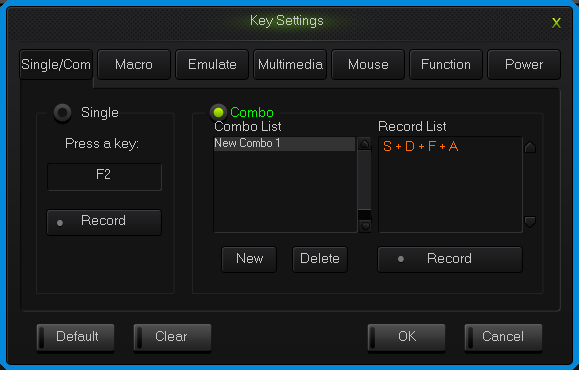 Key Settings
X
Single/Com
Macro
Emulate
Multimedia
Mouse
Function
Power
Single
Press a key:
F2
Record
Combo
Combo List
New Combo 1
New
Delete
Record List
S + D + F + A
Record
Default
Clear
OK
Cancel